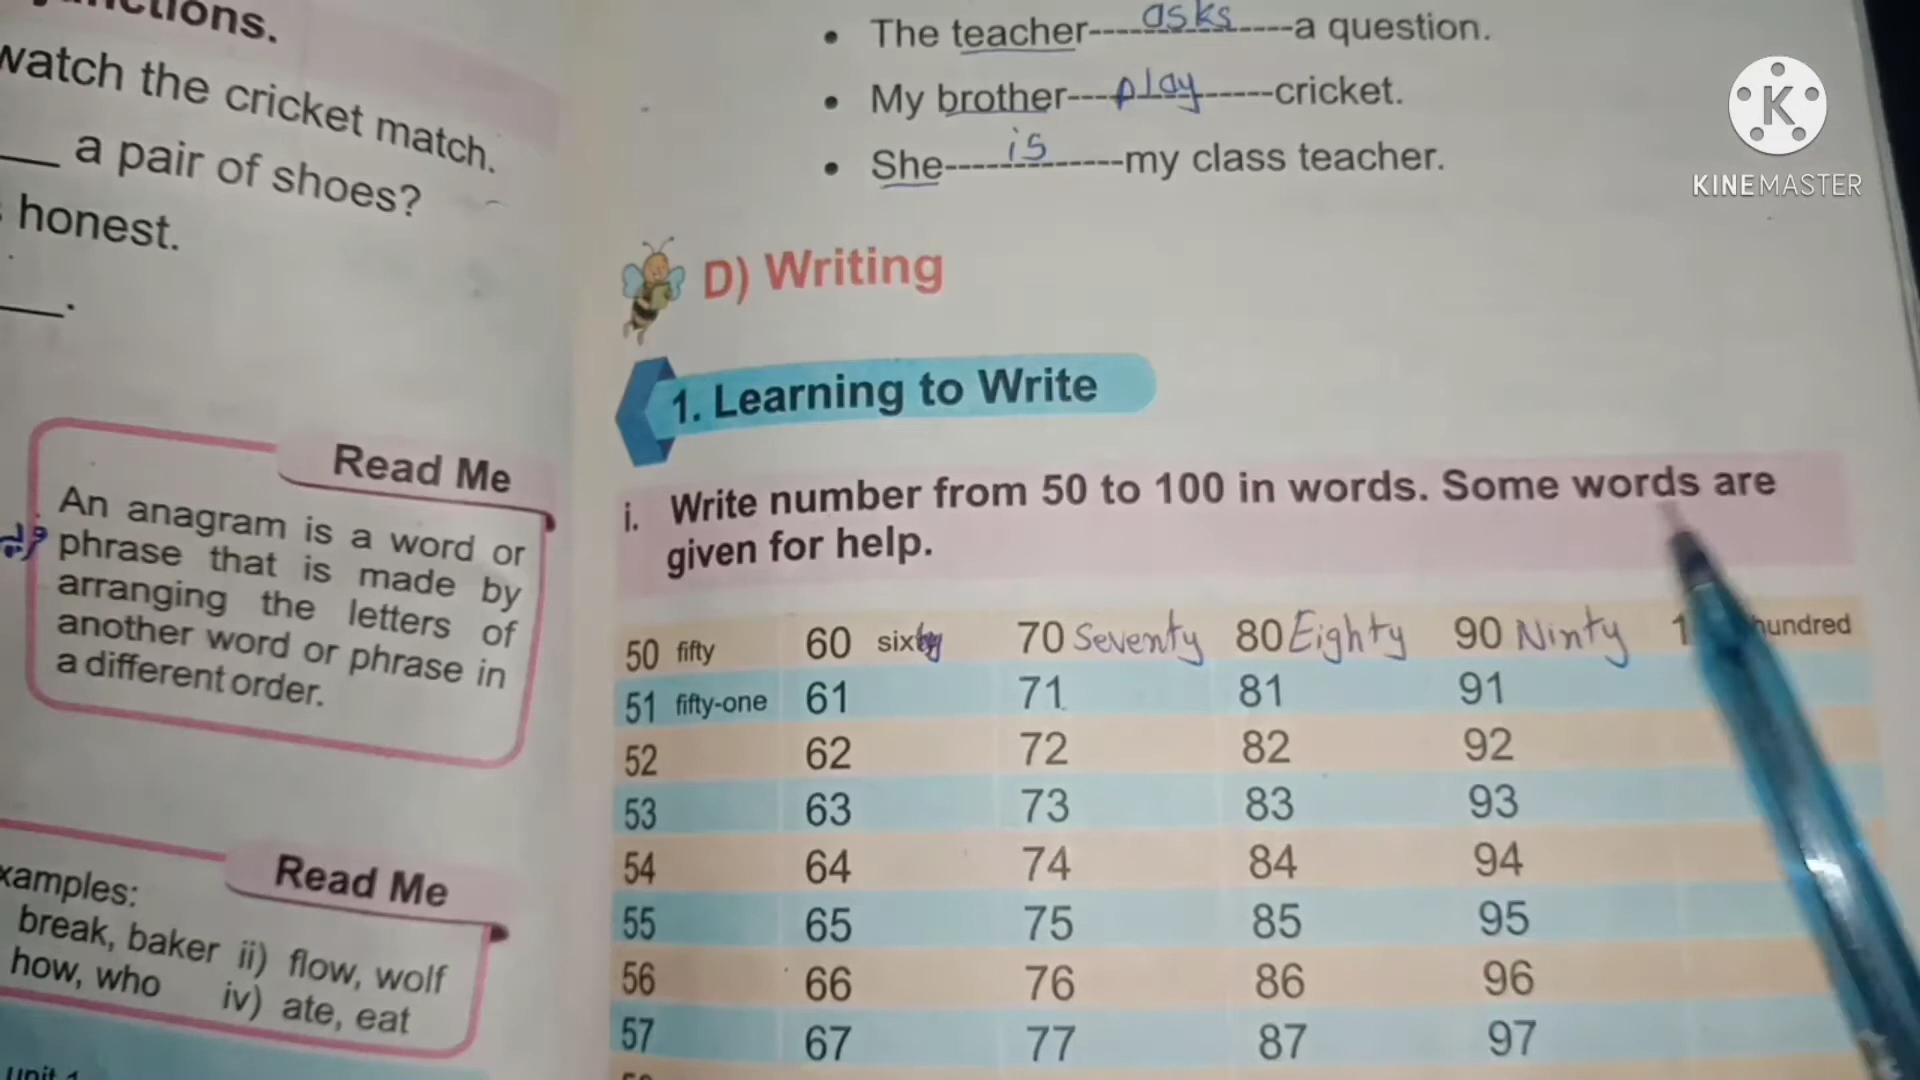 unctions.
watch the cricket match.
___ a pair of shoes?
honest.
___.
Read Me
An anagram is a word or
phrase that is made by
arranging the letters of
another word or phrase in
a different order.
Read Me
xamples:
break, baker ii) flow, wolf
how, who iv) ate, eat
unit 1
• The teacher----asks----a question.
• My brother----play----cricket.
• She----is----my class teacher.
KINEMASTER
D) Writing
1. Learning to Write
i. Write number from 50 to 100 in words. Some words are
given for help.
50 fifty 60 sixty 70 Seventy 80 Eighty 90 Ninty 1 hundred
51 fifty-one 61 71 81 91
52 62 72 82 92
53 63 73 83 93
54 64 74 84 94
55 65 75 85 95
56 66 76 86 96
57 67 77 87 97